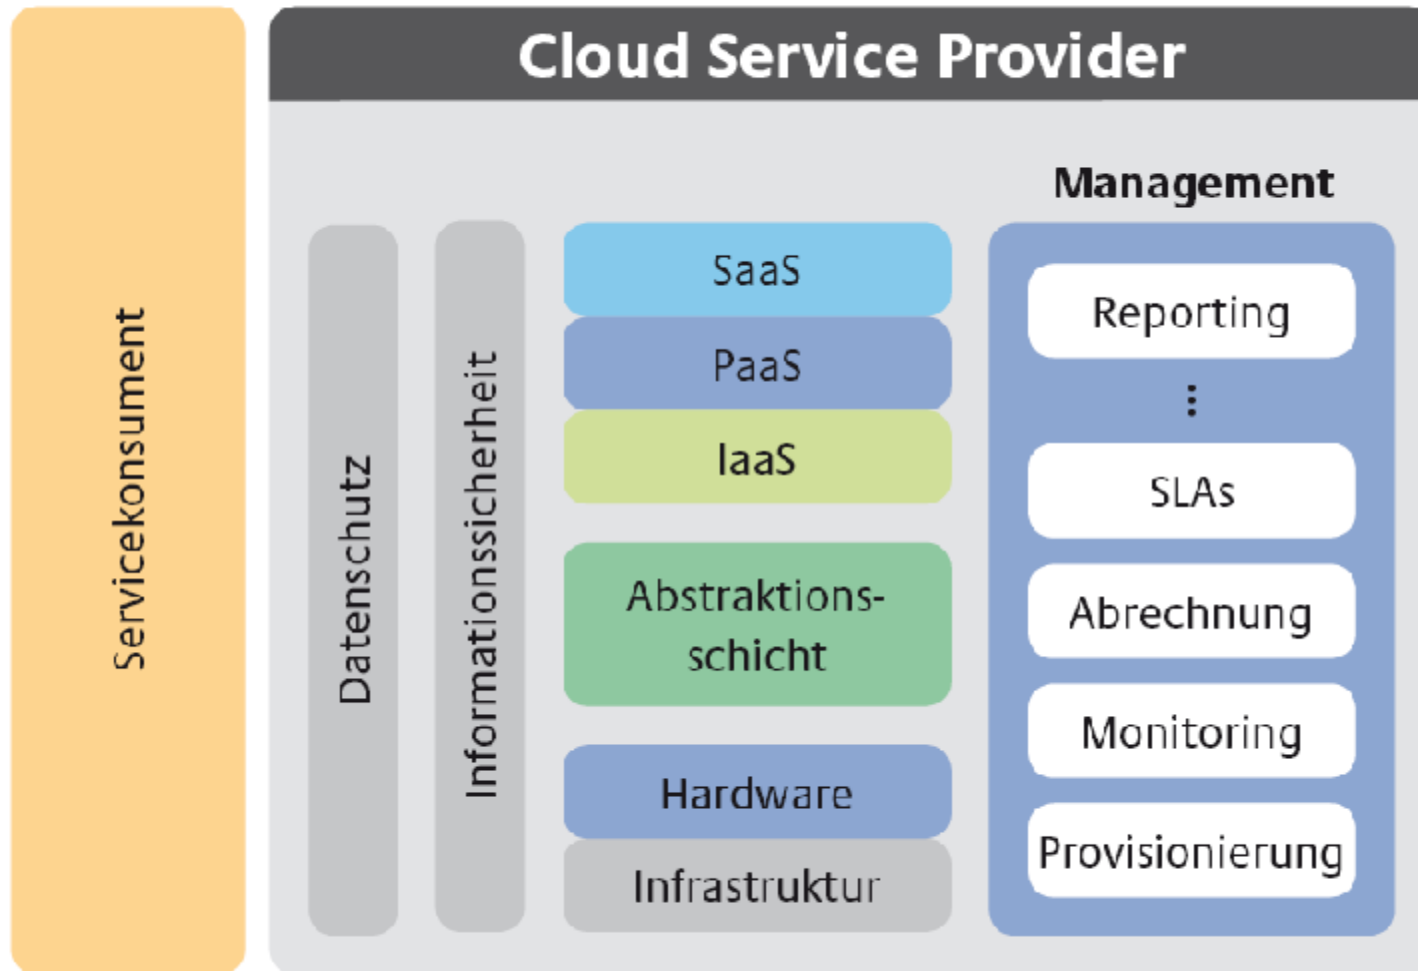 Cloud Service Provider
Servicekonsument
Datenschutz
Informationssicherheit
SaaS
PaaS
IaaS
Abstraktions-
schicht
Hardware
Infrastruktur
Management
Reporting
...
SLAs
Abrechnung
Monitoring
Provisionierung